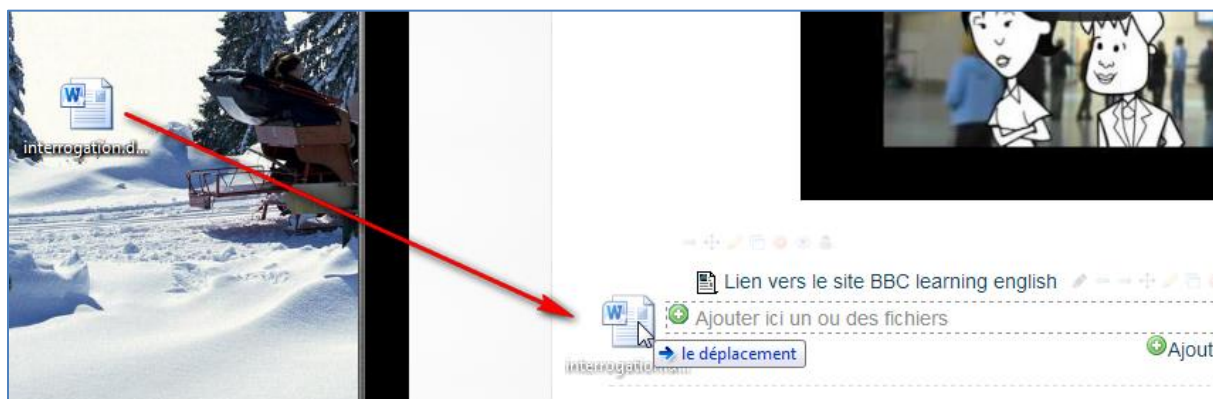 interrogation.d...
Lien vers le site BBC learning english
Ajouter ici un ou des fichiers
le déplacement
Ajout